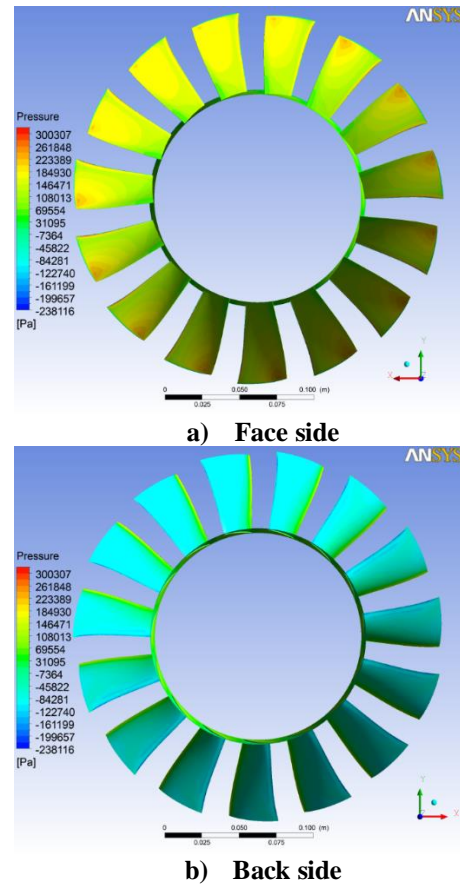 ANSYS
Pressure
300307
261848
223389
184930
146471
108013
69554
31095
-7364
-45822
-84281
-122740
-161199
-199657
-238116
[Pa]
Y
X
Z
0 0.050 0.100 (m)
0.025 0.075
a) Face side
ANSYS
Pressure
300307
261848
223389
184930
146471
108013
69554
31095
-7364
-45822
-84281
-122740
-161199
-199657
-238116
[Pa]
Y
Z
X
0 0.050 0.100 (m)
0.025 0.075
b) Back side